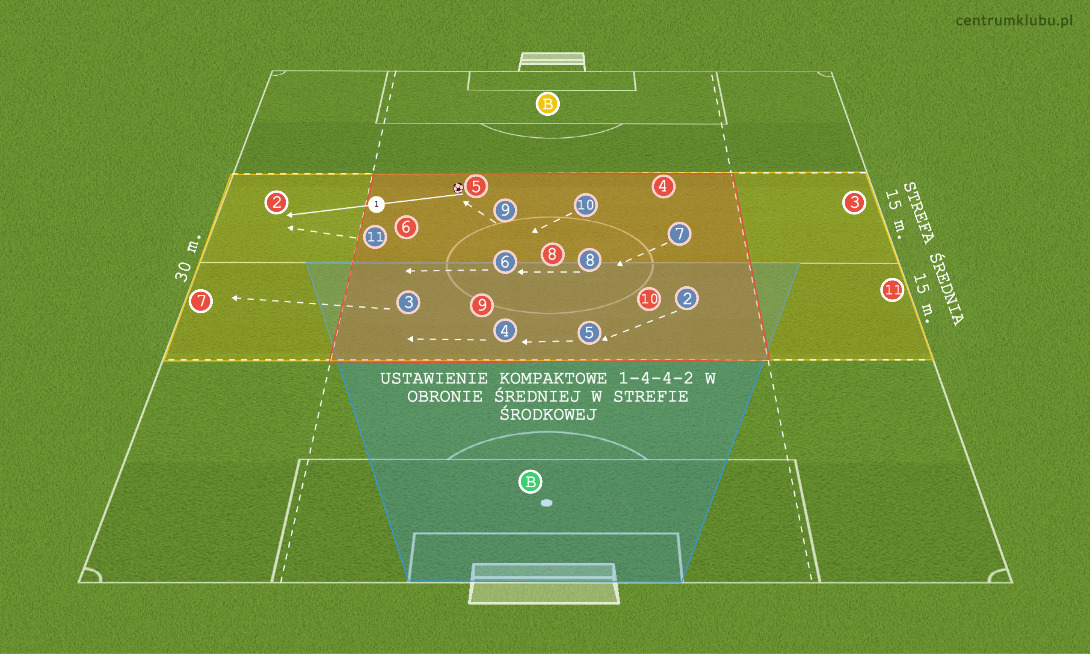 centrumklubu.pl
B
5
4
2
3
1
9
10
6
11
7
8
6
8
STREFA ŚREDNIA
15 m.
15 m.
30 m.
7
3
9
10
2
11
4
5
USTAWIENIE KOMPAKTOWE 1-4-4-2 W
OBRONIE ŚREDNIEJ W STREFIE
ŚRODKOWEJ
B